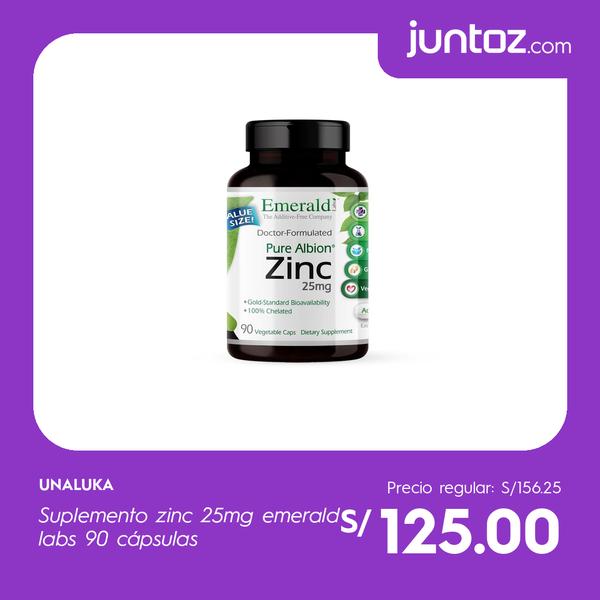 juntoz.com
VALUE
SIZE!
Emerald Labs
The Additive-Free Company
Doctor-Formulated
Pure Albion®
Zinc
25mg
• Gold-Standard Bioavailability
• 100% Chelated
90 Vegetable Caps Dietary Supplement
UNALUKA
Suplemento zinc 25mg emerald
labs 90 cápsulas
Precio regular: S/156.25
S/125.00